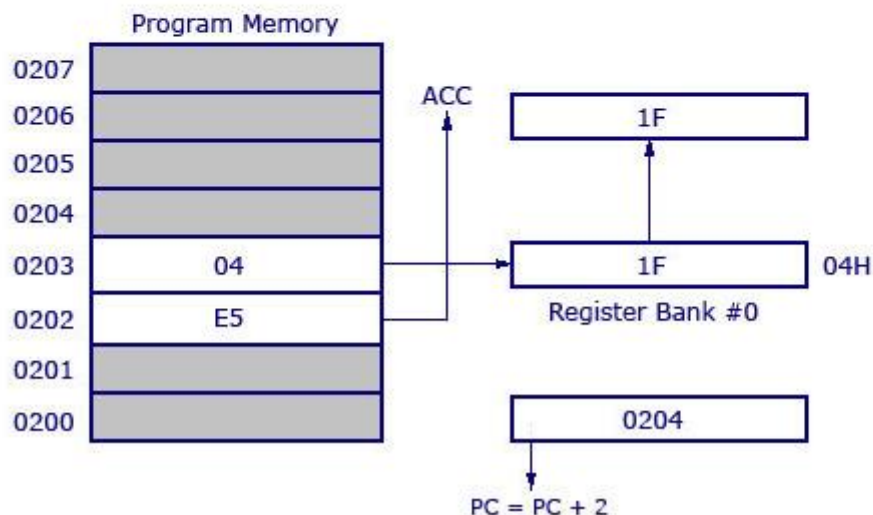 Program Memory
0207
0206
0205
0204
0203
0202
0201
0200
04
E5
ACC
1F
1F
04H
Register Bank #0
0204
PC = PC + 2